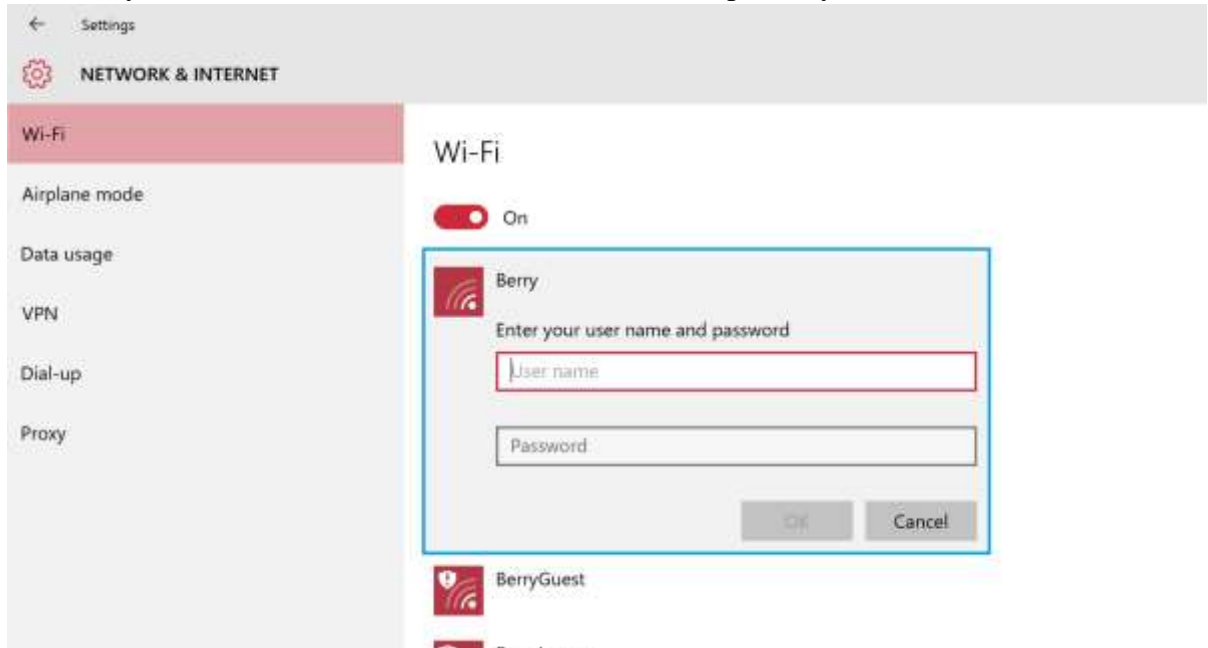 Settings
NETWORK & INTERNET
Wi-Fi
Airplane mode
Data usage
VPN
Dial-up
Proxy
Wi-Fi
On
Berry
Enter your user name and password
User name
Password
OK
Cancel
BerryGuest